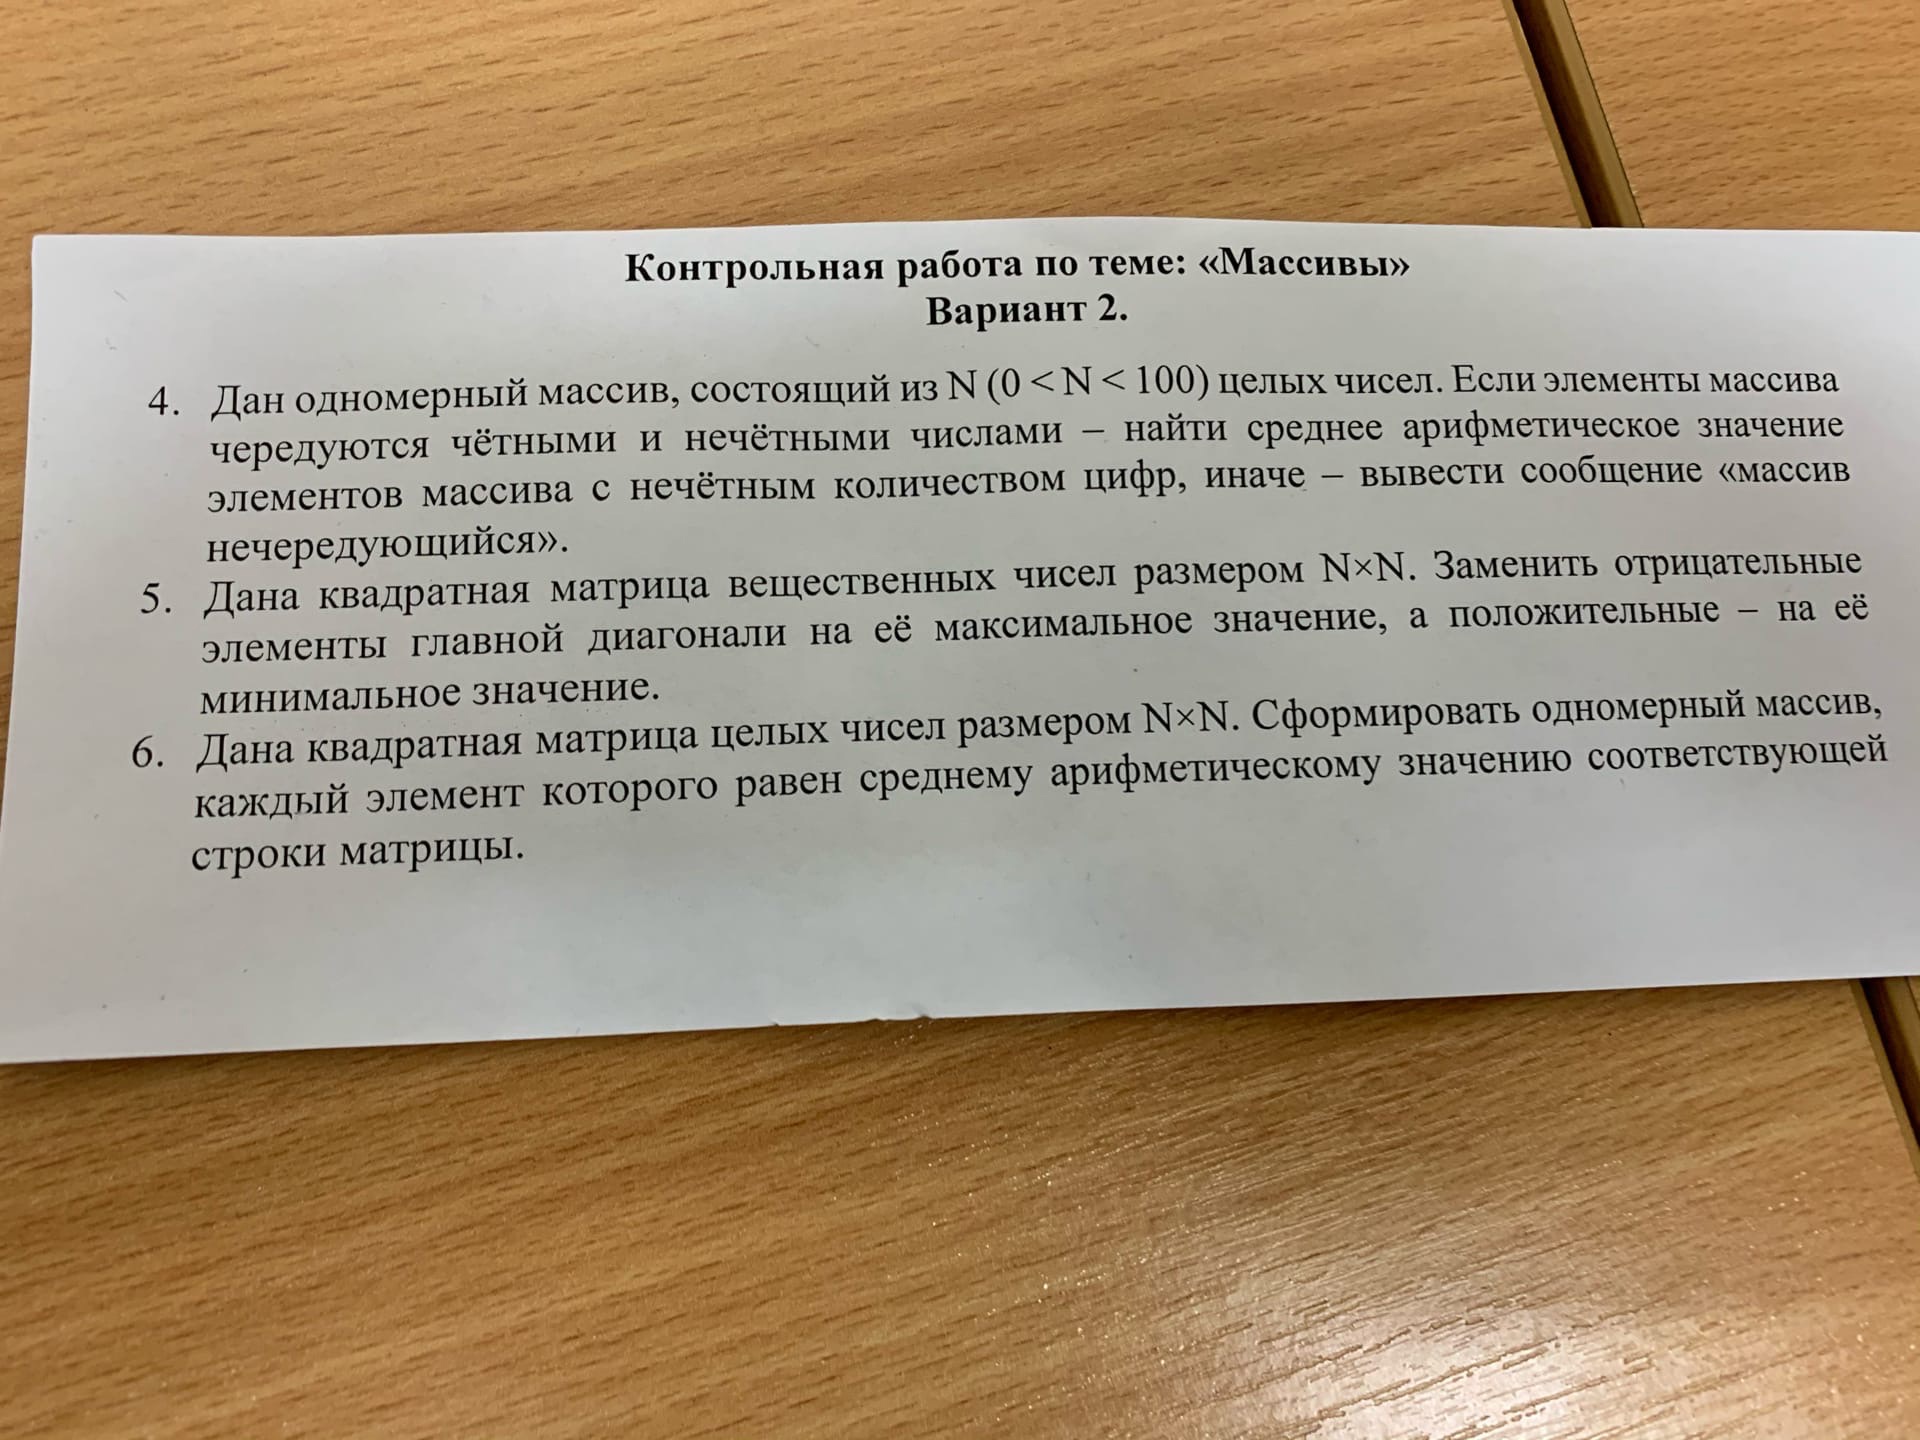 Контрольная работа по теме: «Массивы»
Вариант 2.
4. Дан одномерный массив, состоящий из N (0 < N < 100) целых чисел. Если элементы массива
чередуются чётными и нечётными числами – найти среднее арифметическое значение
элементов массива с нечётным количеством цифр, иначе – вывести сообщение «массив
нечередующийся».
5. Дана квадратная матрица вещественных чисел размером N×N. Заменить отрицательные
элементы главной диагонали на её максимальное значение, а положительные – на её
минимальное значение.
6. Дана квадратная матрица целых чисел размером N×N. Сформировать одномерный массив,
каждый элемент которого равен среднему арифметическому значению соответствующей
строки матрицы.